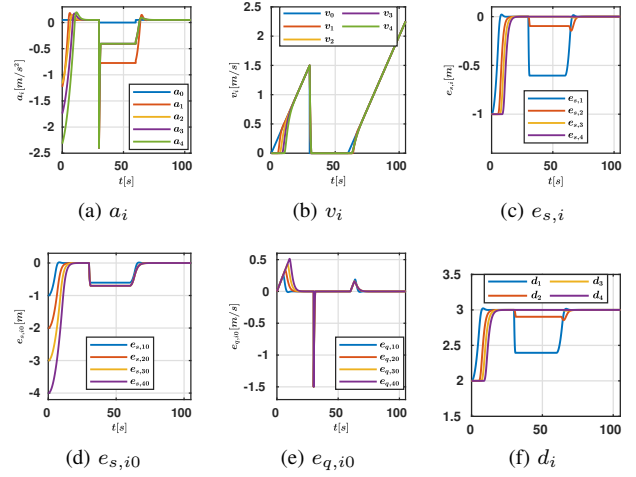 0
-0.5
-1
-1.5
-2
-2.5
0
50
100
a_i[m/s²]
t[s]
a_0
a_1
a_2
a_3
a_4
(a) a_i
2
1.5
1
0.5
0
0
50
100
v_i[m/s]
t[s]
v_0
v_1
v_2
v_3
v_4
(b) v_i
0
-0.5
-1
-1.5
0
50
100
e_{s,i}[m]
t[s]
e_{s,1}
e_{s,2}
e_{s,3}
e_{s,4}
(c) e_{s,i}
0
-1
-2
-3
-4
0
50
100
e_{s,i0}[m]
t[s]
e_{s,10}
e_{s,20}
e_{s,30}
e_{s,40}
(d) e_{s,i0}
0.5
0
-0.5
-1
-1.5
0
50
100
e_{q,i0}[m/s]
t[s]
e_{q,10}
e_{q,20}
e_{q,30}
e_{q,40}
(e) e_{q,i0}
3.5
3
2.5
2
1.5
0
50
100
d_1
d_2
d_3
d_4
(f) d_i